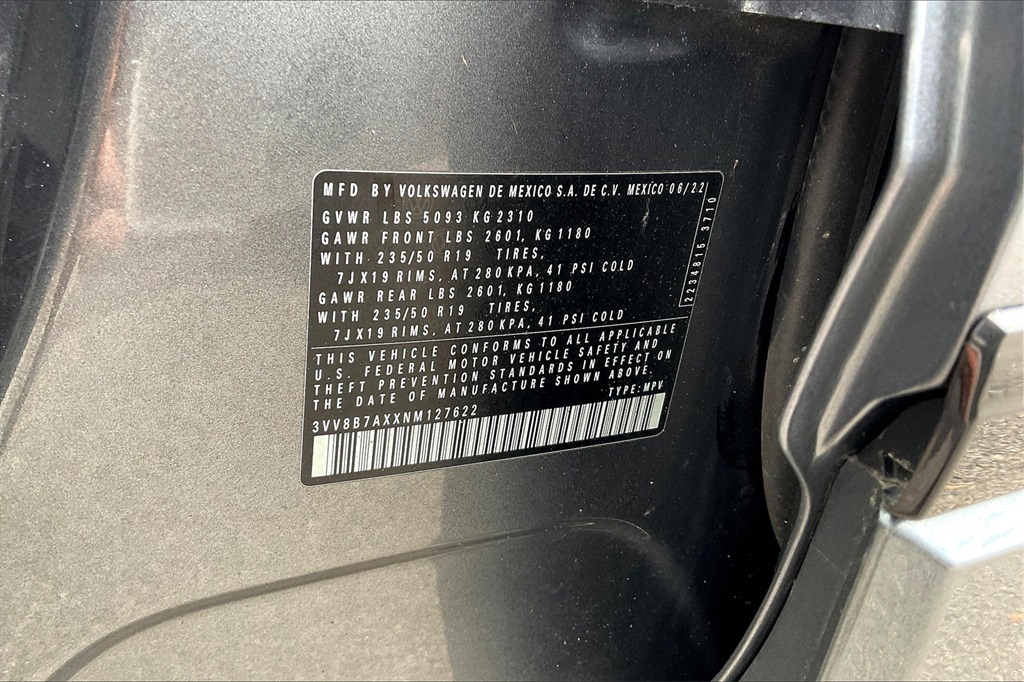 MFD BY VOLKSWAGEN DE MEXICO S.A. DE C.V. MEXICO 06/22
GVWR LBS 5093 KG 2310
GAWR FRONT LBS 2601, KG 1180
WITH 235/50 R19 TIRES,
7JX19 RIMS, AT 280 KPA, 41 PSI COLD
GAWR REAR LBS 2601, KG 1180
WITH 235/50 R19 TIRES,
7JX19 RIMS, AT 280 KPA, 41 PSI COLD
2234815 3710
THIS VEHICLE CONFORMS TO ALL APPLICABLE
U.S. FEDERAL MOTOR VEHICLE SAFETY AND
THEFT PREVENTION STANDARDS IN EFFECT ON
THE DATE OF MANUFACTURE SHOWN ABOVE.
TYPE: MPV
3VV8B7AXXNM127622